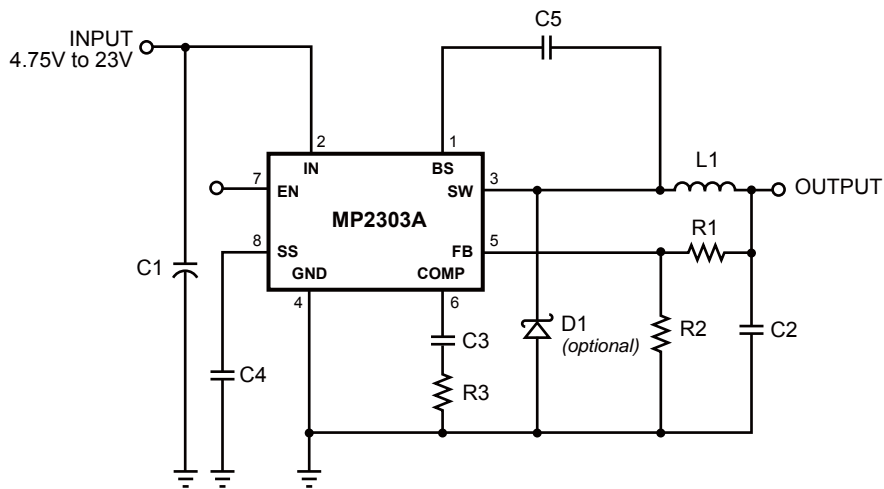 C5
INPUT
4.75V to 23V
2
1
IN
BS
L1
7
3
EN
SW
OUTPUT
MP2303A
R1
8
5
SS
FB
C1
GND
COMP
4
6
D1
(optional)
R2
C2
C3
C4
R3